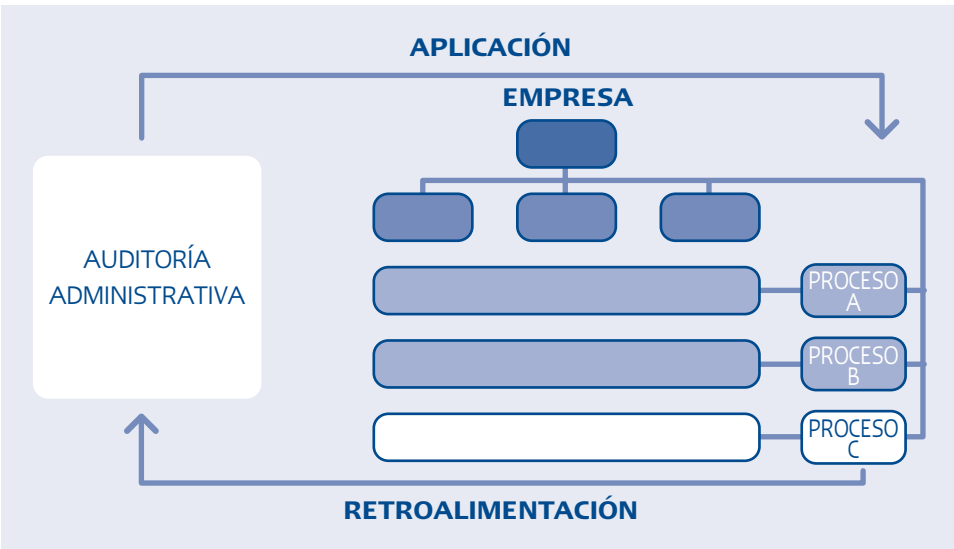 APLICACIÓN
EMPRESA
AUDITORÍA
ADMINISTRATIVA
PROCESO
A
PROCESO
B
PROCESO
C
RETROALIMENTACIÓN